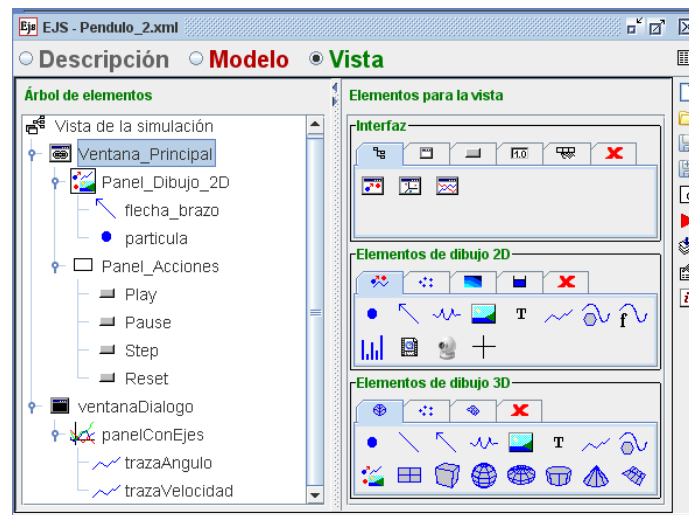 Ejs EJS - Pendulo_2.xml
Descripción Modelo Vista
Árbol de elementos
Vista de la simulación
Ventana_Principal
Panel_Dibujo_2D
flecha_brazo
particula
Panel_Acciones
Play
Pause
Step
Reset
ventanaDialogo
panelConEjes
trazaAngulo
trazaVelocidad
Elementos para la vista
Interfaz
Elementos de dibujo 2D
T
f
Elementos de dibujo 3D
T